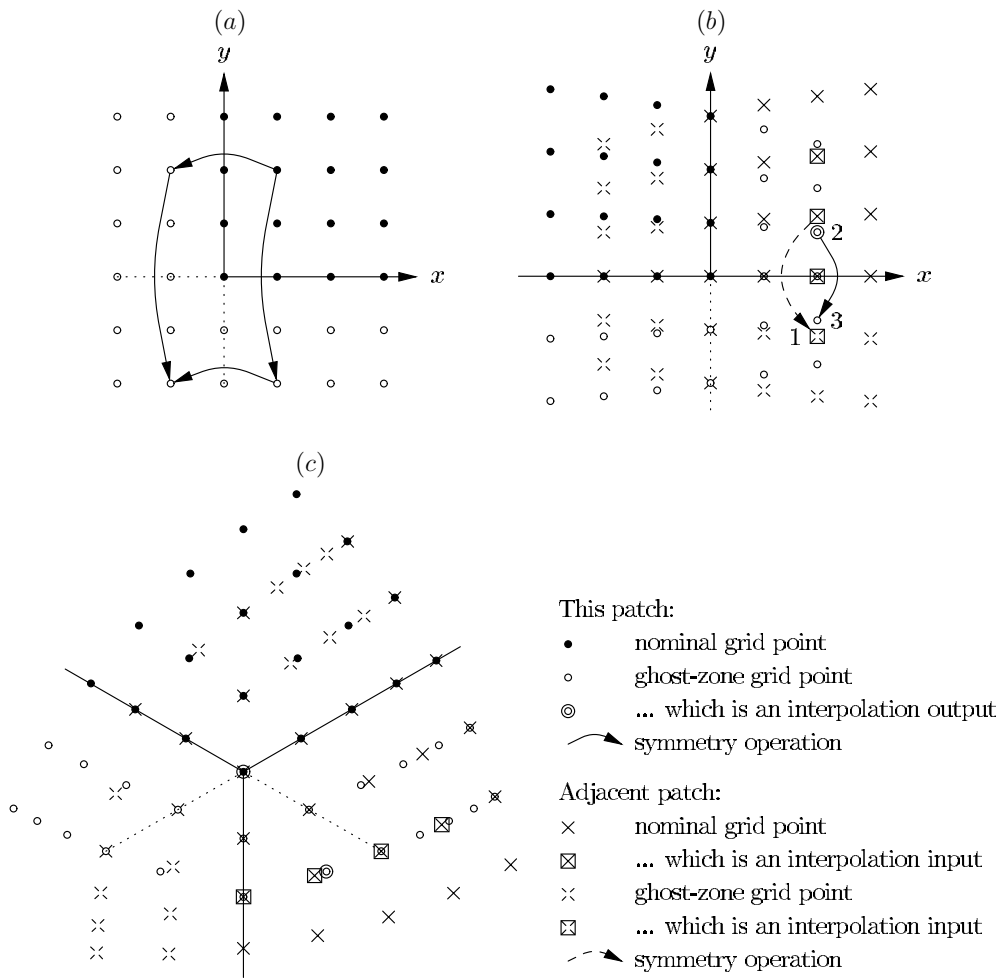 (a)
y
x
(b)
y
x
2
3
1
(c)
This patch:
nominal grid point
ghost-zone grid point
... which is an interpolation output
symmetry operation
Adjacent patch:
nominal grid point
... which is an interpolation input
ghost-zone grid point
... which is an interpolation input
symmetry operation